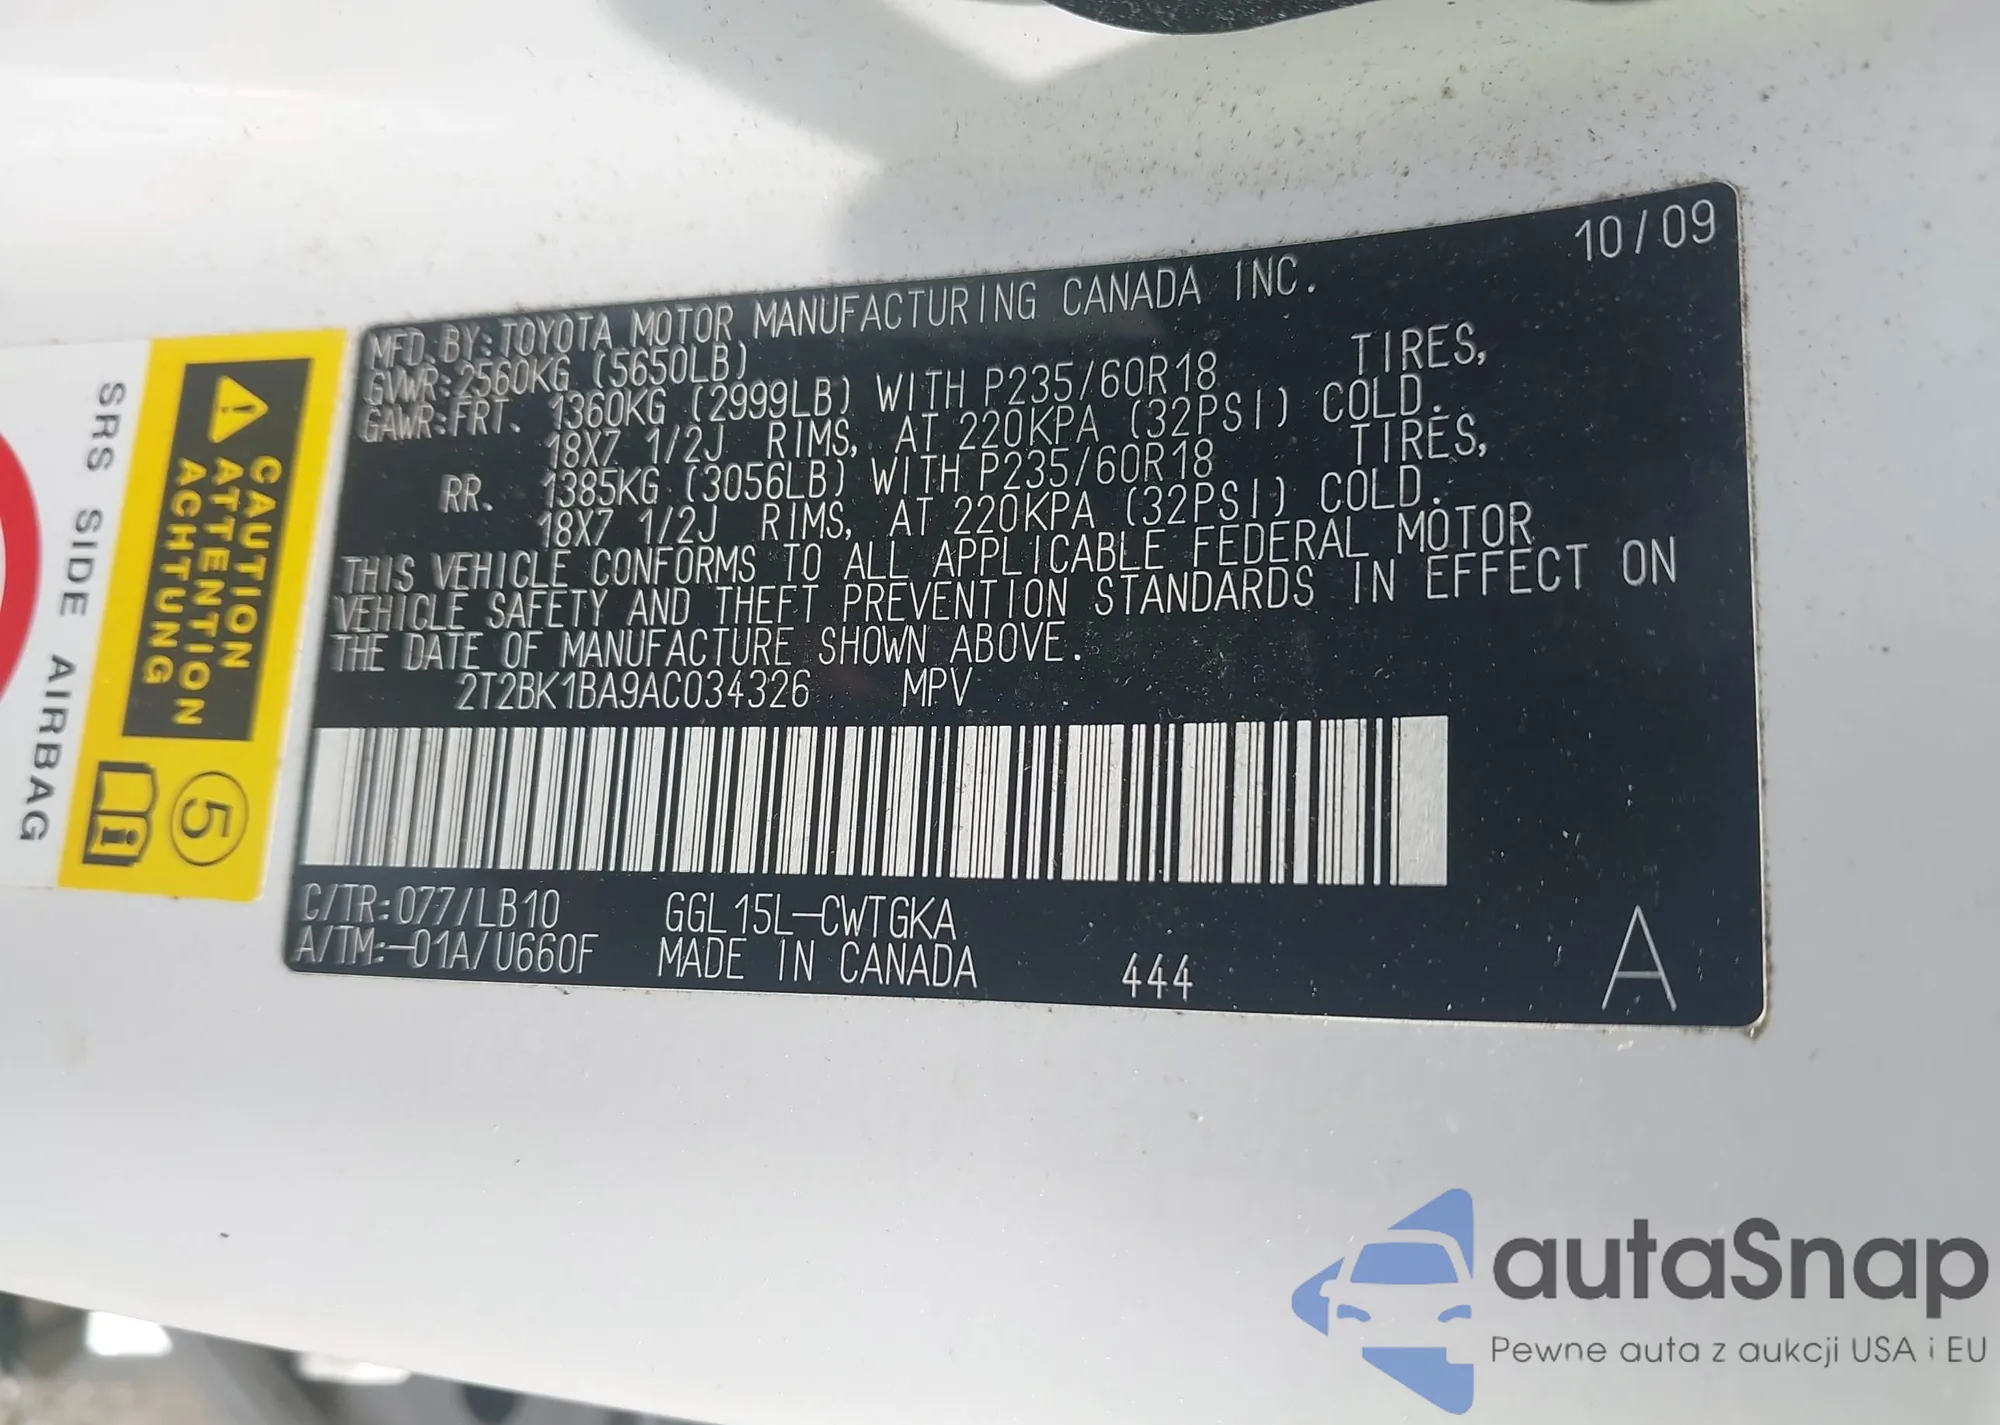 10/09
MFD. BY: TOYOTA MOTOR MANUFACTURING CANADA INC.
GVWR: 2560KG (5650LB)
GAWR: FRT. 1360KG (2999LB) WITH P235/60R18 TIRES,
18X7 1/2J RIMS, AT 220KPA (32PSI) COLD.
RR. 1385KG (3056LB) WITH P235/60R18 TIRES,
18X7 1/2J RIMS, AT 220KPA (32PSI) COLD.
THIS VEHICLE CONFORMS TO ALL APPLICABLE FEDERAL MOTOR
VEHICLE SAFETY AND THEFT PREVENTION STANDARDS IN EFFECT ON
THE DATE OF MANUFACTURE SHOWN ABOVE.
2T2BK1BA9AC034326 MPV
C/TR: 077/LB10 GGL15L-CWTGKA
A/TM: -01A/U660F MADE IN CANADA 444 A
CAUTION
ATTENTION
ACHTUNG
5
i
SRS SIDE AIRBAG
autaSnap
Pewne auta z aukcji USA i EU